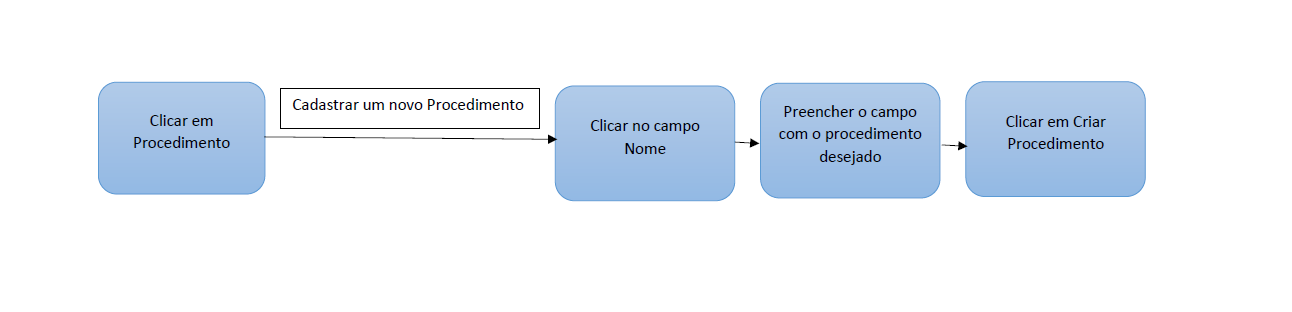 Clicar em
Procedimento
Cadastrar um novo Procedimento
Clicar no campo
Nome
Preencher o campo
com o procedimento
desejado
Clicar em Criar
Procedimento